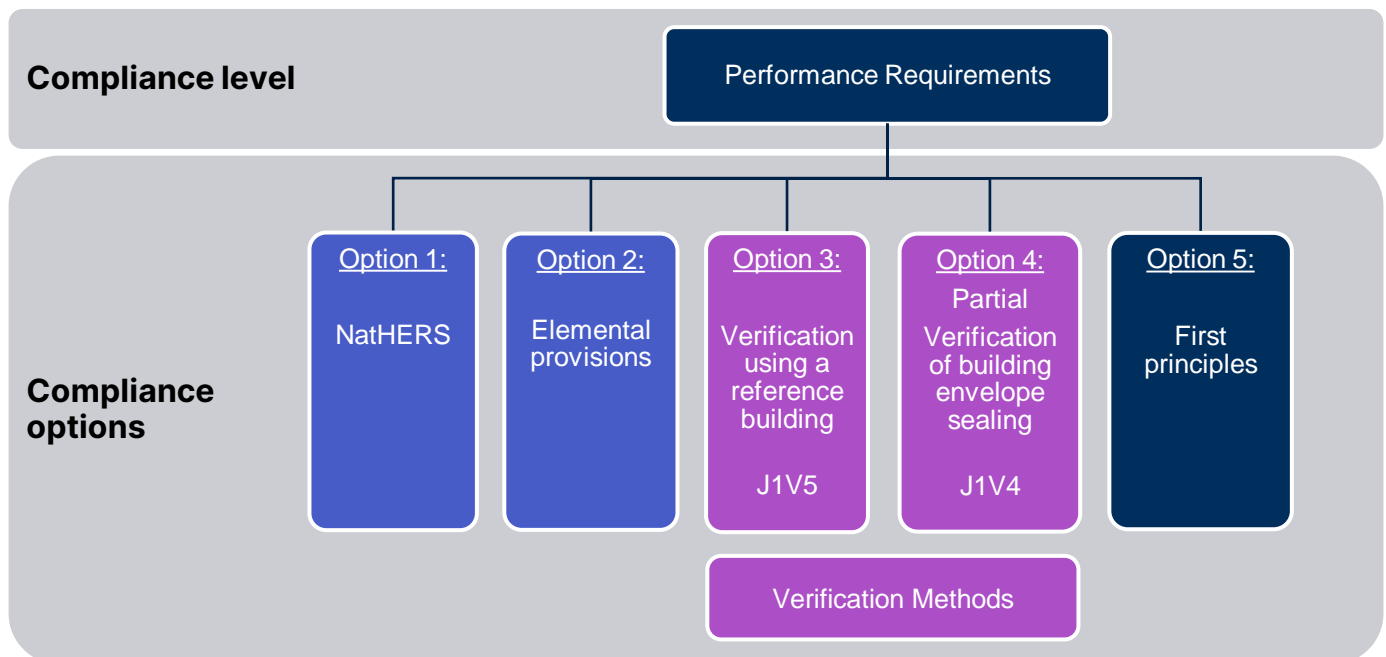 Compliance level
Performance Requirements
Compliance
options
Option 1:
NatHERS
Option 2:
Elemental
provisions
Option 3:
Verification
using a
reference
building
J1V5
Option 4:
Partial
Verification
of building
envelope
sealing
J1V4
Option 5:
First
principles
Verification Methods